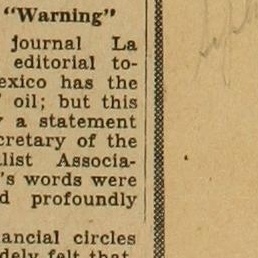 "Warning"
Journal La
editorial to-
exico has the
oil; but this
a statement
cretary of the
list Associa-
's words were
d profoundly
ancial circles
dely felt that